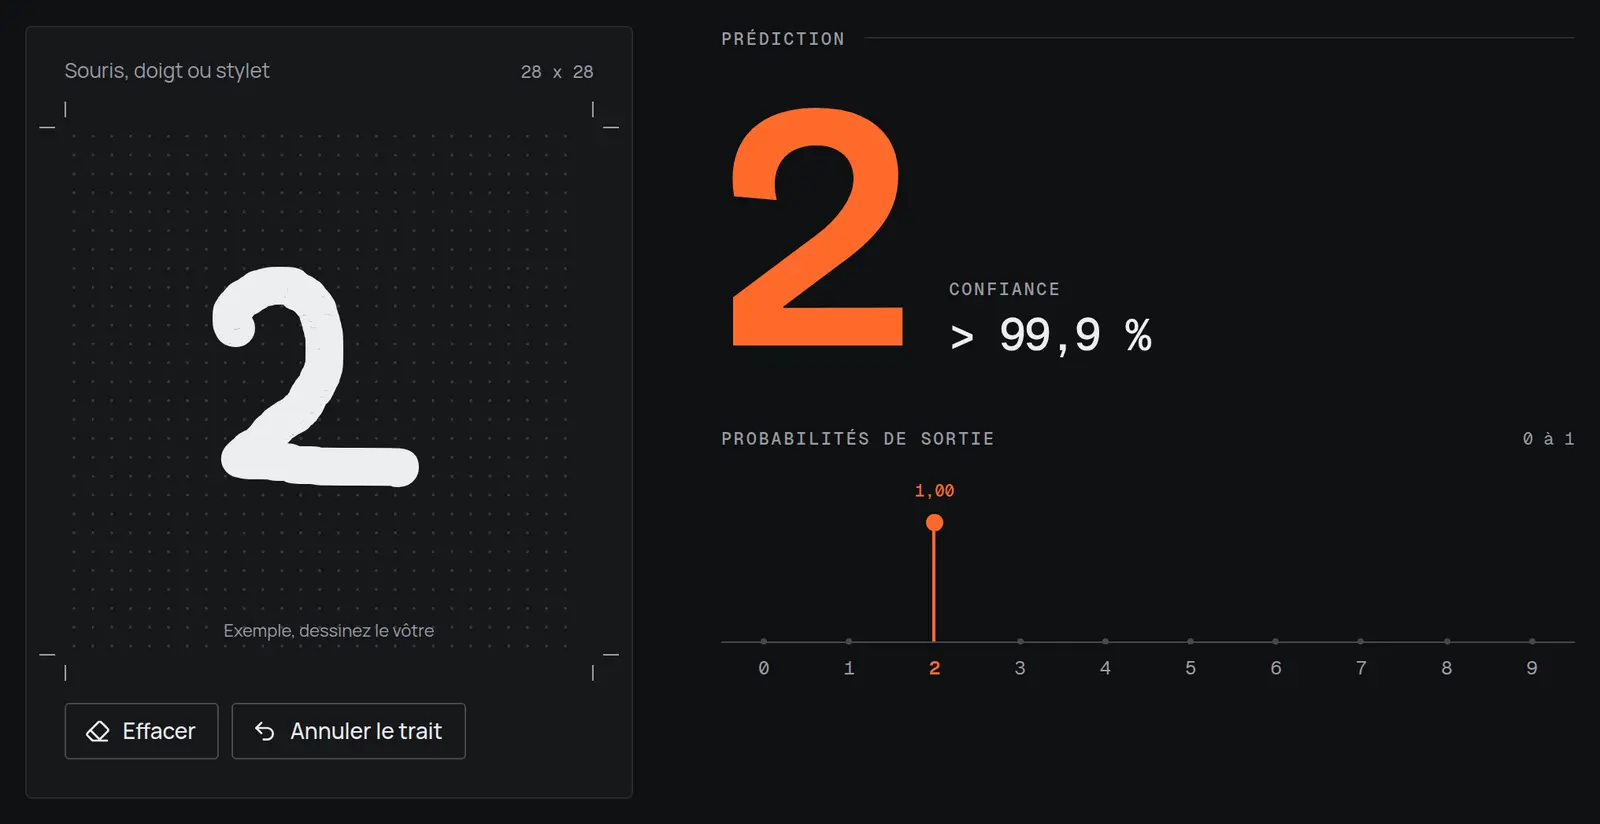 Souris, doigt ou stylet
28 x 28
2
Exemple, dessinez le vôtre
Effacer
Annuler le trait
PRÉDICTION
2
CONFIANCE
> 99,9 %
PROBABILITÉS DE SORTIE
0 à 1
1,00
0 1 2 3 4 5 6 7 8 9